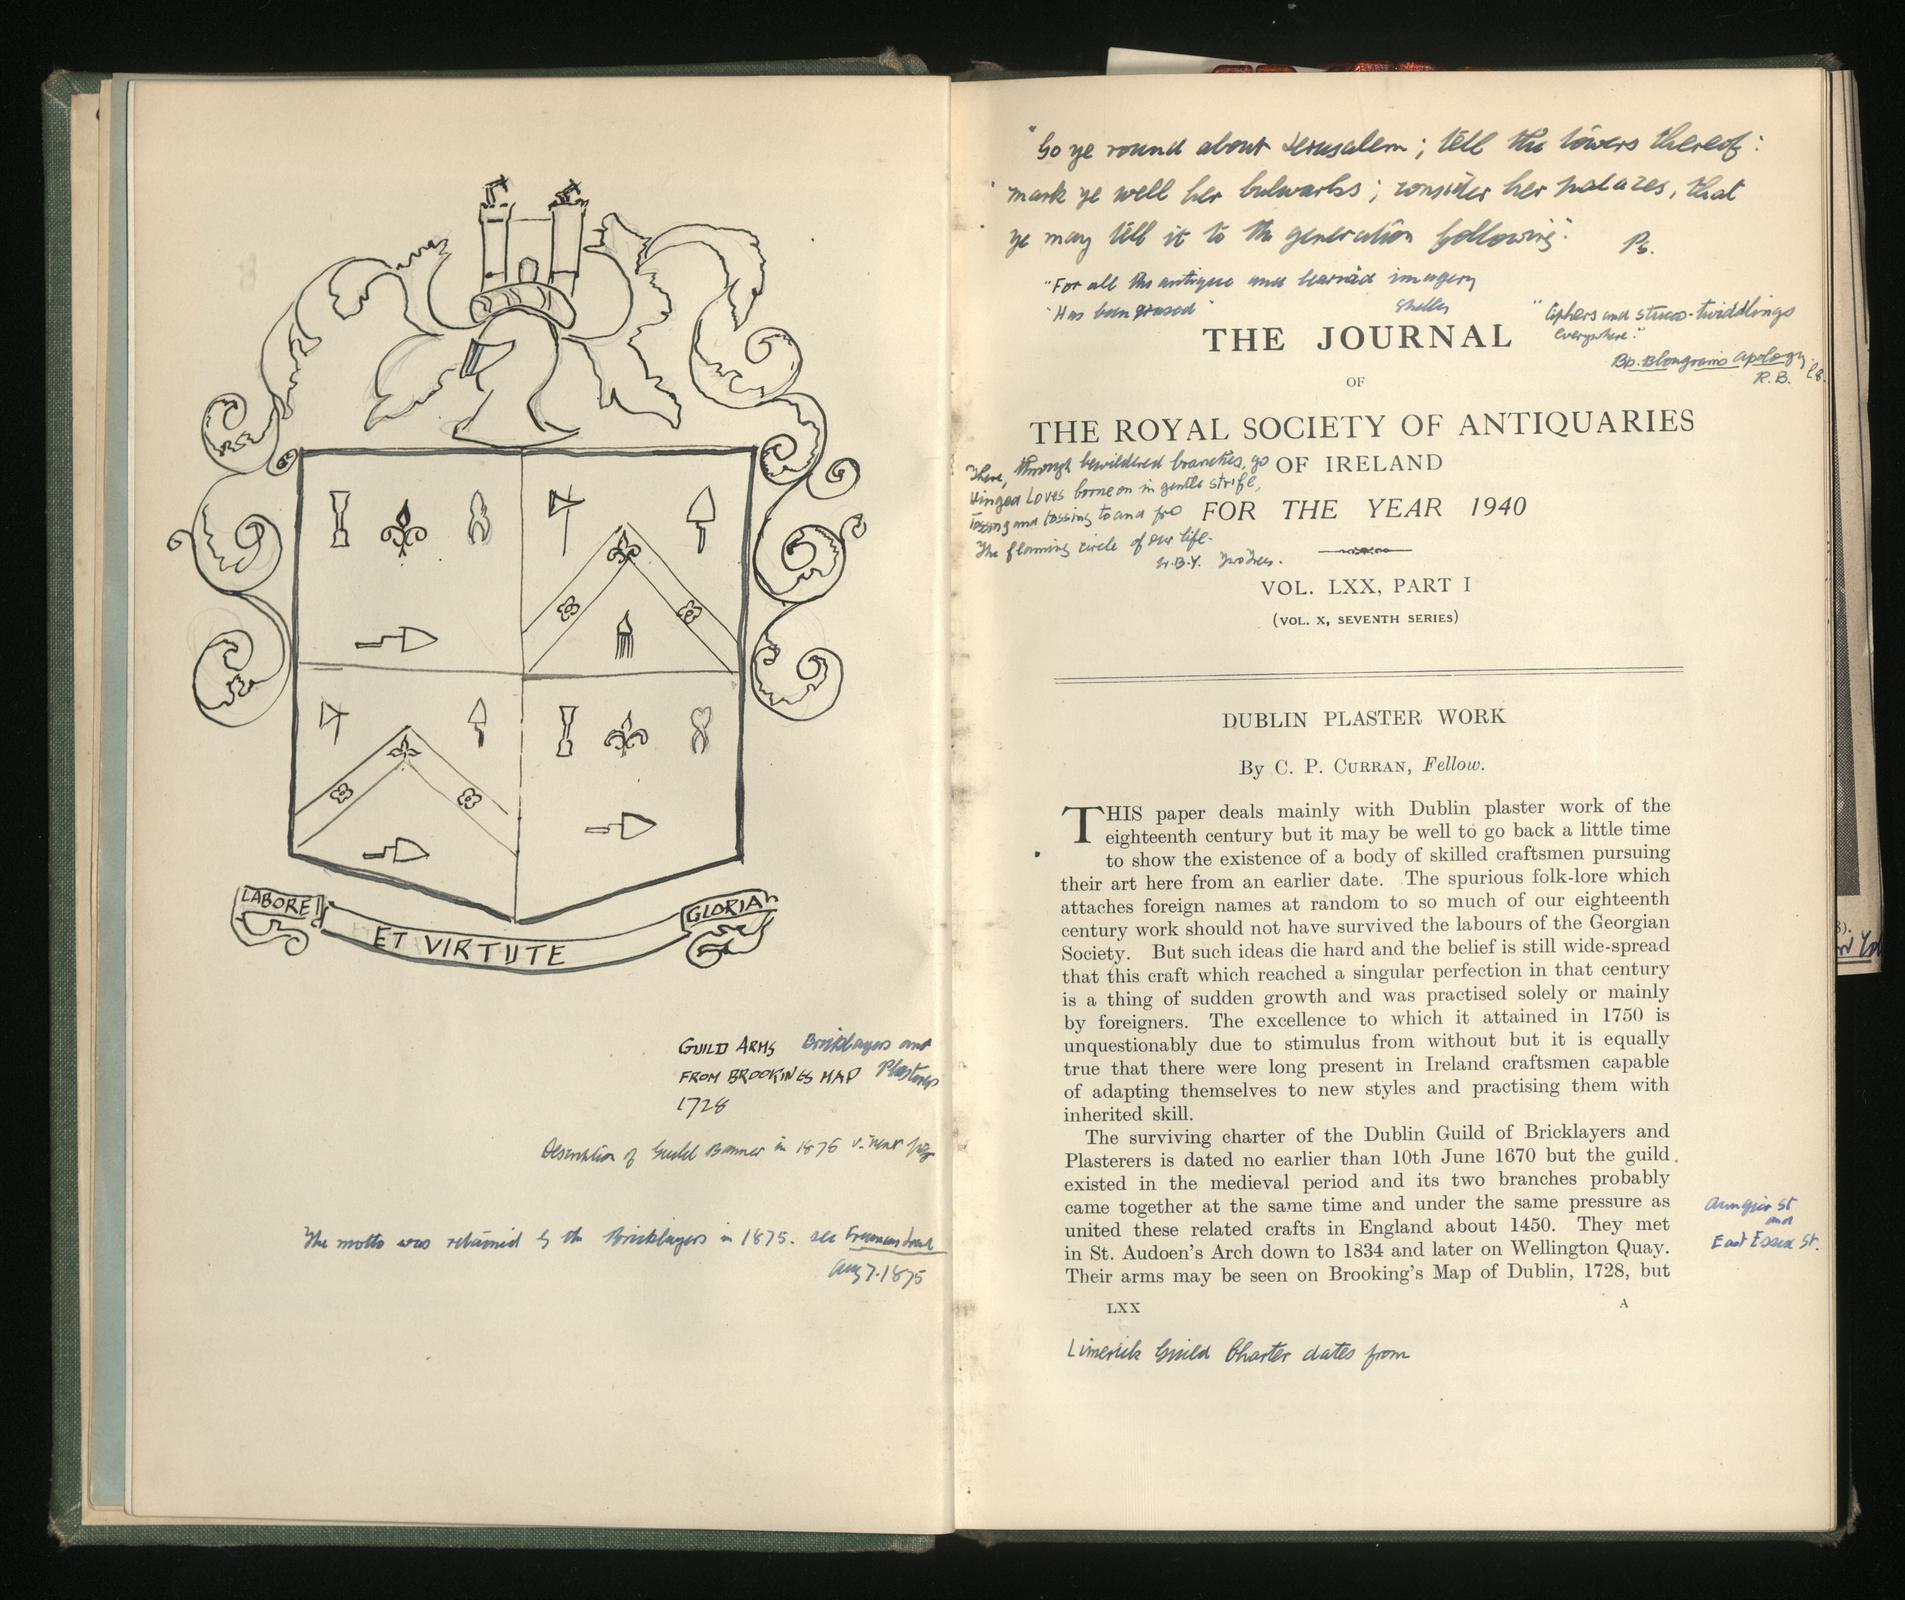 LABORE
ET VIRTUTE
GLORIA
GUILD ARMS Bricklayers and
FROM BROOKINGS MAP Plasterers
1728
Description of Guild Banner in 1875 v. next pg
The motto was retained by the Bricklayers in 1875. see Freemans Jrnl
Aug 7. 1875
"Go ye round about Jerusalem; tell the towers thereof:
mark ye well her bulwarks; consider her palaces, that
ye may tell it to the generation following."
Ps.
"For all the antique and learned imagery
"Has been erased"
Shelley
"Ciphers and stucco-twiddlings
everywhere."
Bp. Blougram's Apology
R.B.
THE JOURNAL
OF
THE ROYAL SOCIETY OF ANTIQUARIES
OF IRELAND
FOR THE YEAR 1940
"There, through bewildered branches, go
Winged Loves borne on in gentle strife,
Tossing and tossing to and fro
The flaming circle of our life.
W.B.Y. Two Trees.
VOL. LXX, PART I
(VOL. X, SEVENTH SERIES)
DUBLIN PLASTER WORK
By C. P. CURRAN, Fellow.
THIS paper deals mainly with Dublin plaster work of the
eighteenth century but it may be well to go back a little time
to show the existence of a body of skilled craftsmen pursuing
their art here from an earlier date. The spurious folk-lore which
attaches foreign names at random to so much of our eighteenth
century work should not have survived the labours of the Georgian
Society. But such ideas die hard and the belief is still wide-spread
that this craft which reached a singular perfection in that century
is a thing of sudden growth and was practised solely or mainly
by foreigners. The excellence to which it attained in 1750 is
unquestionably due to stimulus from without but it is equally
true that there were long present in Ireland craftsmen capable
of adapting themselves to new styles and practising them with
inherited skill.
The surviving charter of the Dublin Guild of Bricklayers and
Plasterers is dated no earlier than 10th June 1670 but the guild
existed in the medieval period and its two branches probably
came together at the same time and under the same pressure as
united these related crafts in England about 1450. They met
in St. Audoen's Arch down to 1834 and later on Wellington Quay.
Their arms may be seen on Brooking's Map of Dublin, 1728, but
Aungier St
and
East Essex St.
LXX
A
Limerick Guild Charter dates from